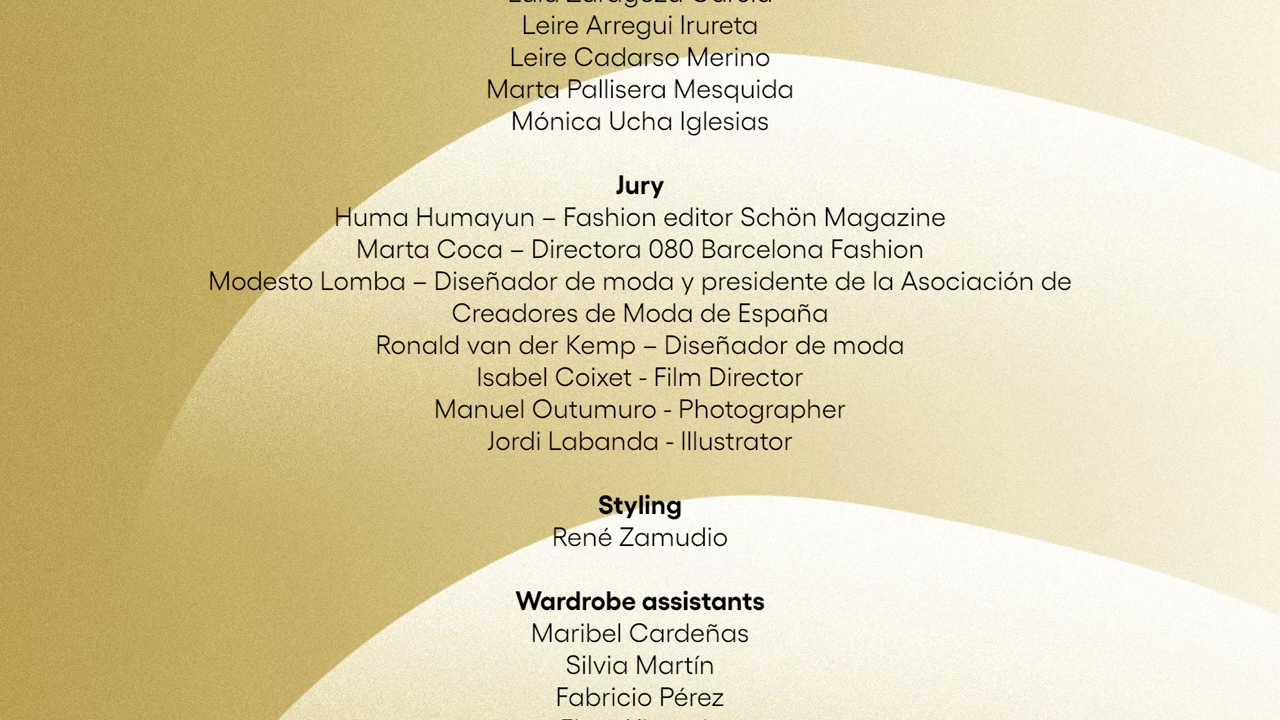 Leire Arregui Irureta
Leire Cadarso Merino
Marta Pallisera Mesquida
Mónica Ucha Iglesias
Jury
Huma Humayun – Fashion editor Schön Magazine
Marta Coca – Directora 080 Barcelona Fashion
Modesto Lomba – Diseñador de moda y presidente de la Asociación de
Creadores de Moda de España
Ronald van der Kemp – Diseñador de moda
Isabel Coixet - Film Director
Manuel Outumuro - Photographer
Jordi Labanda - Illustrator
Styling
René Zamudio
Wardrobe assistants
Maribel Cardeñas
Silvia Martín
Fabricio Pérez